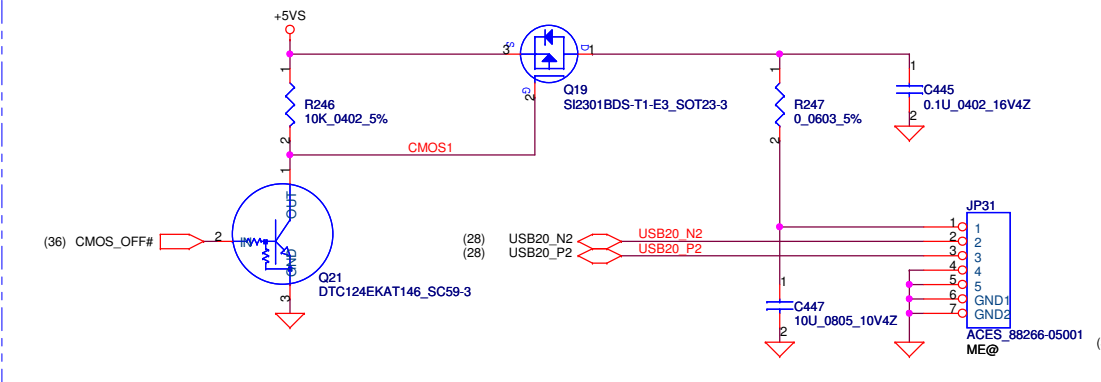 +5VS
3
S
D
1
G
2
Q19
SI2301BDS-T1-E3_SOT23-3
1
R246
10K_0402_5%
2
1
R247
0_0603_5%
2
1
C445
0.1U_0402_16V4Z
2
CMOS1
1
OUT
(36) CMOS_OFF#
2
IN
GND
Q21
DTC124EKAT146_SC59-3
3
(28) USB20_N2
USB20_N2
(28) USB20_P2
USB20_P2
JP31
1 1
2 2
3 3
4 4
5 5
6 GND1
7 GND2
ACES_88266-05001
ME@
(
1
C447
10U_0805_10V4Z
2